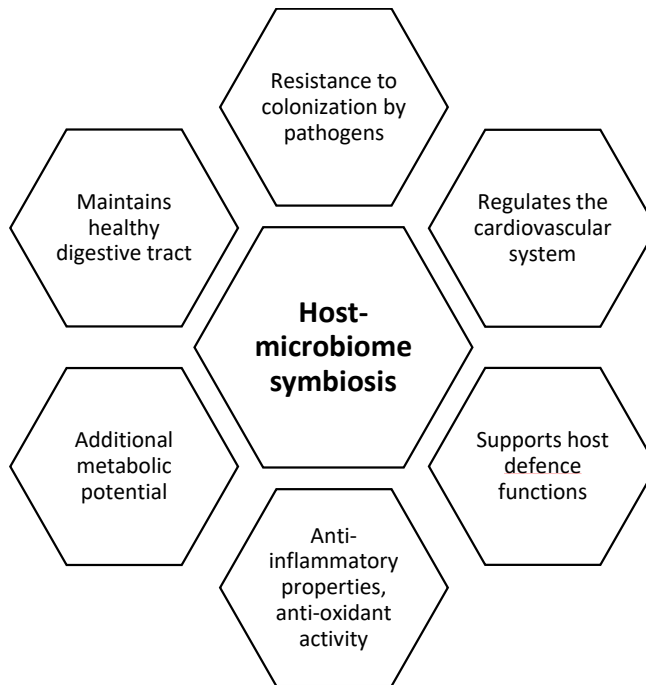 Resistance to
colonization by
pathogens
Maintains
healthy
digestive tract
Regulates the
cardiovascular
system
Host-
microbiome
symbiosis
Additional
metabolic
potential
Supports host
defence
functions
Anti-
inflammatory
properties,
anti-oxidant
activity